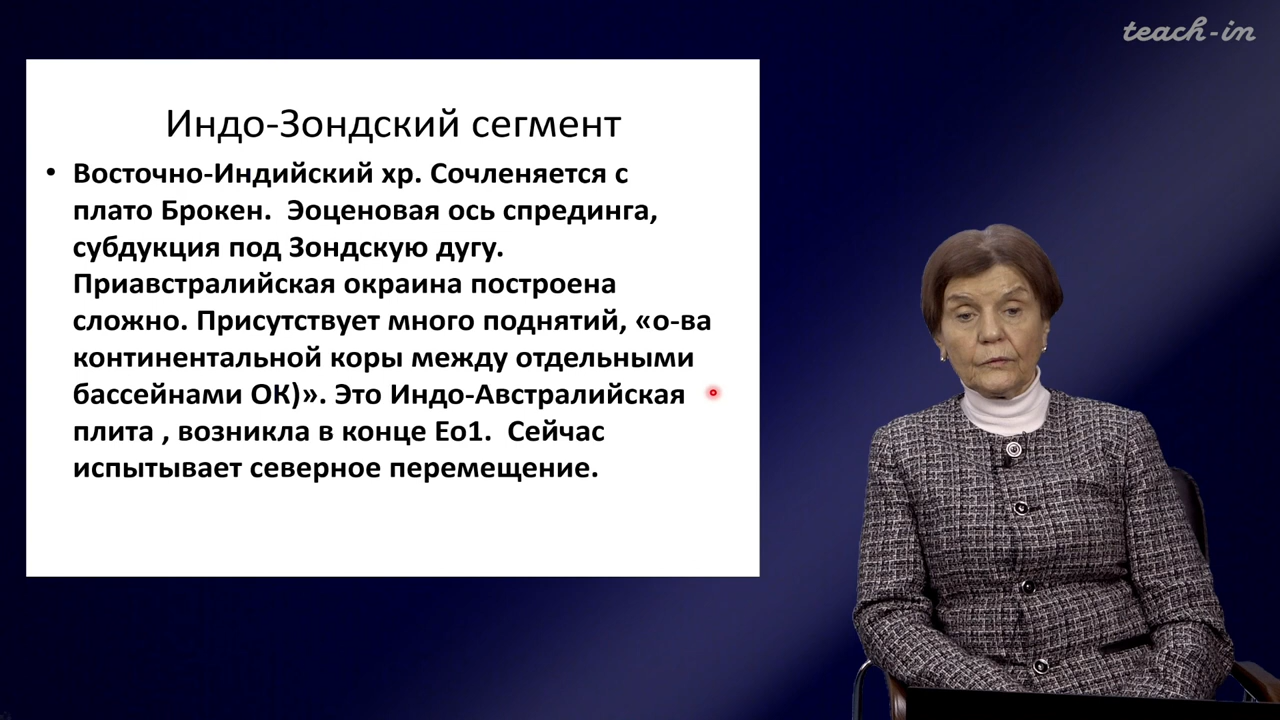 teach-in
Индо-Зондский сегмент
• Восточно-Индийский хр. Сочленяется с
плато Брокен.  Эоценовая ось спрединга,
субдукция под Зондскую дугу.
Приавстралийская окраина построена
сложно. Присутствует много поднятий, «о-ва
континентальной коры между отдельными
бассейнами ОК)». Это Индо-Австралийская
плита , возникла в конце Ео1.  Сейчас
испытывает северное перемещение.